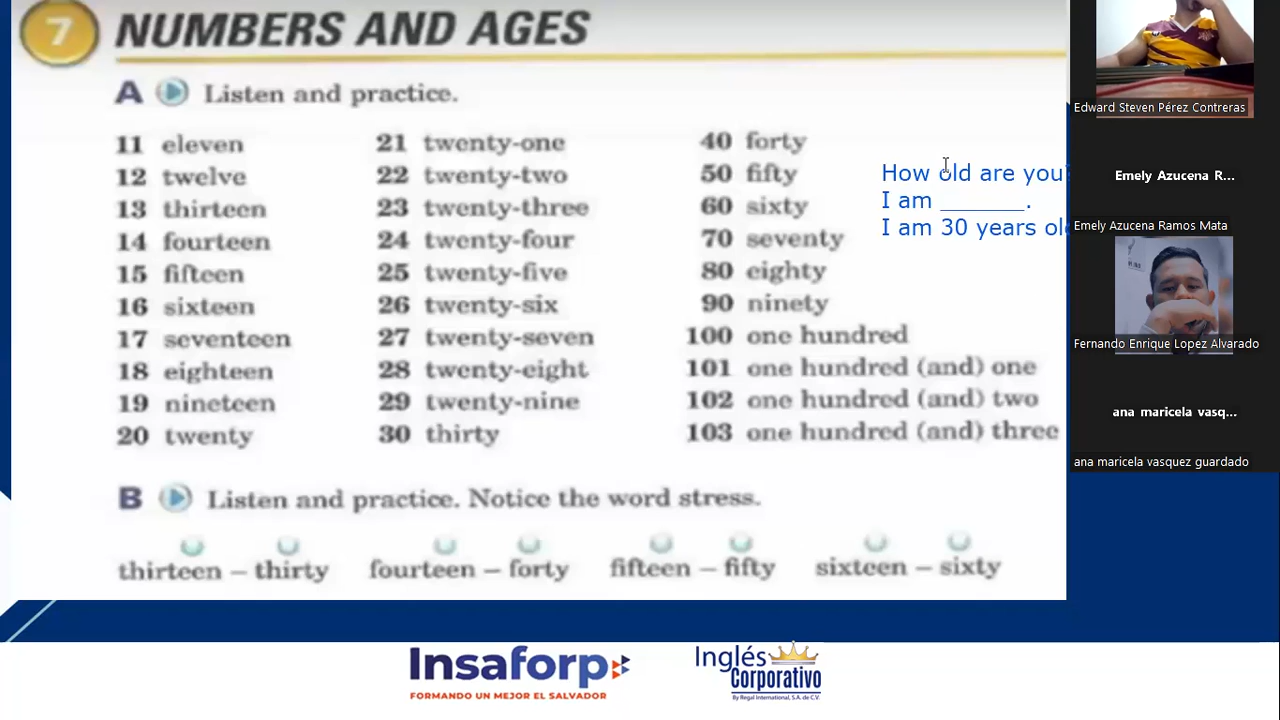 7 NUMBERS AND AGES
A Listen and practice.
11 eleven
12 twelve
13 thirteen
14 fourteen
15 fifteen
16 sixteen
17 seventeen
18 eighteen
19 nineteen
20 twenty
21 twenty-one
22 twenty-two
23 twenty-three
24 twenty-four
25 twenty-five
26 twenty-six
27 twenty-seven
28 twenty-eight
29 twenty-nine
30 thirty
40 forty
50 fifty
60 sixty
70 seventy
80 eighty
90 ninety
100 one hundred
101 one hundred (and) one
102 one hundred (and) two
103 one hundred (and) three
How old are you?
I am ______.
I am 30 years old
B Listen and practice. Notice the word stress.
thirteen – thirty
fourteen – forty
fifteen – fifty
sixteen – sixty
Edward Steven Pérez Contreras
Emely Azucena R...
Emely Azucena Ramos Mata
Fernando Enrique Lopez Alvarado
ana maricela vasq...
ana maricela vasquez guardado
Insaforp
FORMANDO UN MEJOR EL SALVADOR
Inglés
Corporativo
By Regal International, S.A. de C.V.